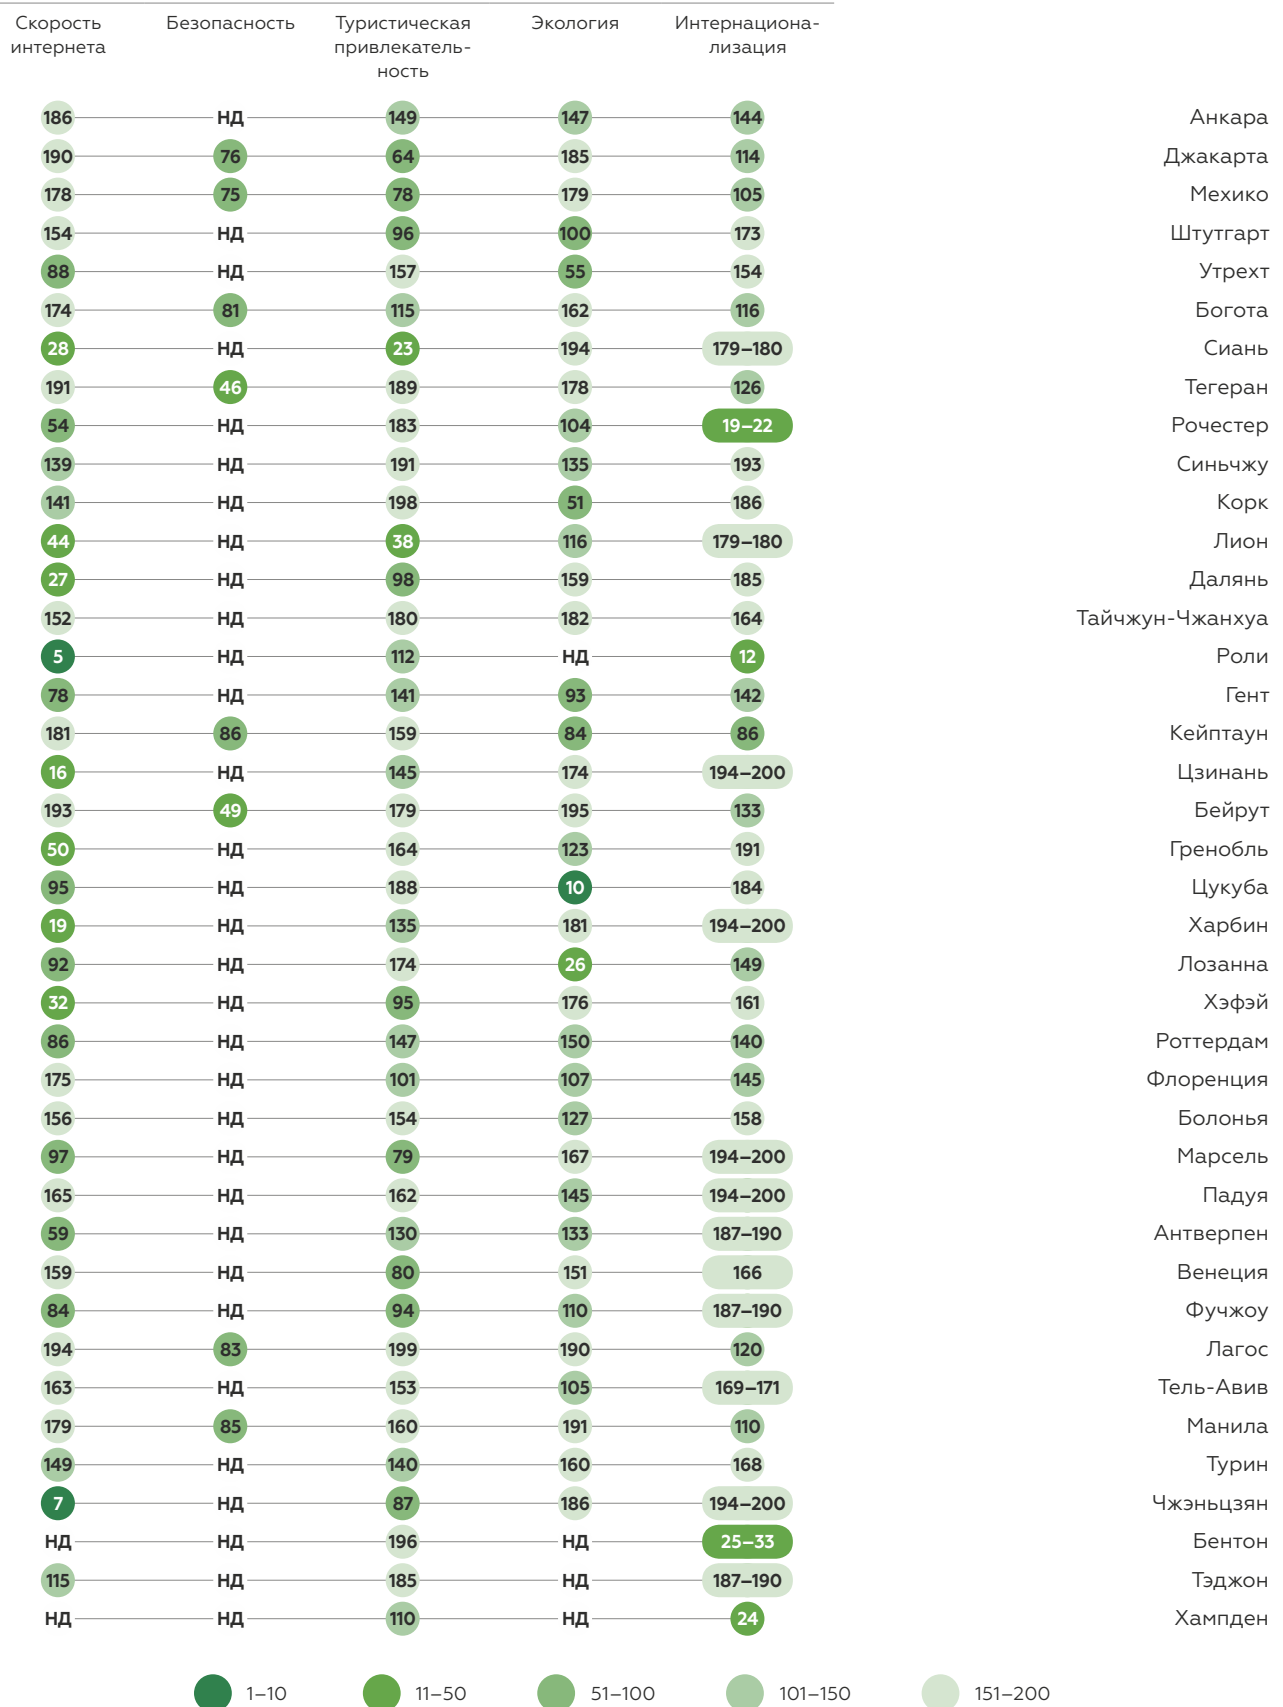 Скорость интернета Безопасность Туристическая привлекатель-ность Экология Интернациона-лизация
186 НД 149 147 144 Анкара
190 76 64 185 114 Джакарта
178 75 78 179 105 Мехико
154 НД 96 100 173 Штутгарт
88 НД 157 55 154 Утрехт
174 81 115 162 116 Богота
28 НД 23 194 179–180 Сиань
191 46 189 178 126 Тегеран
54 НД 183 104 19–22 Рочестер
139 НД 191 135 193 Синьчжу
141 НД 198 51 186 Корк
44 НД 38 116 179–180 Лион
27 НД 98 159 185 Далянь
152 НД 180 182 164 Тайчжун-Чжанхуа
5 НД 112 НД 12 Роли
78 НД 141 93 142 Гент
181 86 159 84 86 Кейптаун
16 НД 145 174 194–200 Цзинань
193 49 179 195 133 Бейрут
50 НД 164 123 191 Гренобль
95 НД 188 10 184 Цукуба
19 НД 135 181 194–200 Харбин
92 НД 174 26 149 Лозанна
32 НД 95 176 161 Хэфэй
86 НД 147 150 140 Роттердам
175 НД 101 107 145 Флоренция
156 НД 154 127 158 Болонья
97 НД 79 167 194–200 Марсель
165 НД 162 145 194–200 Падуя
59 НД 130 133 187–190 Антверпен
159 НД 80 151 166 Венеция
84 НД 94 110 187–190 Фучжоу
194 83 199 190 120 Лагос
163 НД 153 105 169–171 Тель-Авив
179 85 160 191 110 Манила
149 НД 140 160 168 Турин
7 НД 87 186 194–200 Чжэньцзян
НД НД 196 НД 25–33 Бентон
115 НД 185 НД 187–190 Тэджон
НД НД 110 НД 24 Хампден
1–10 11–50 51–100 101–150 151–200